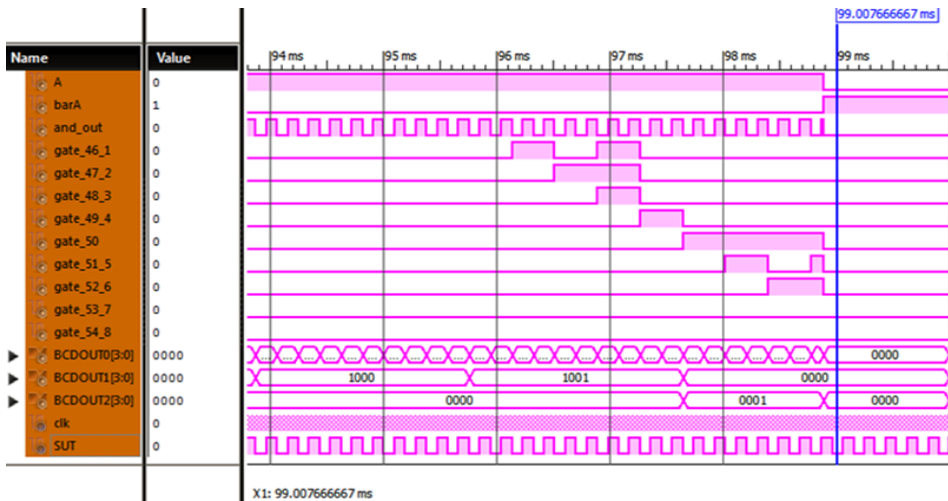 99.007666667 ms
Name Value 94 ms 95 ms 96 ms 97 ms 98 ms 99 ms
A 0
barA 1
and_out 0
gate_46_1 0
gate_47_2 0
gate_48_3 0
gate_49_4 0
gate_50 0
gate_51_5 0
gate_52_6 0
gate_53_7 0
gate_54_8 0
BCDOUT0[3:0] 0000 ... ... ... ... ... ... ... ... ... ... ... ... ... 0000
BCDOUT1[3:0] 0000 1000 1001 0000
BCDOUT2[3:0] 0000 0000 0001 0000
clk 0
SUT 0
X1: 99.007666667 ms